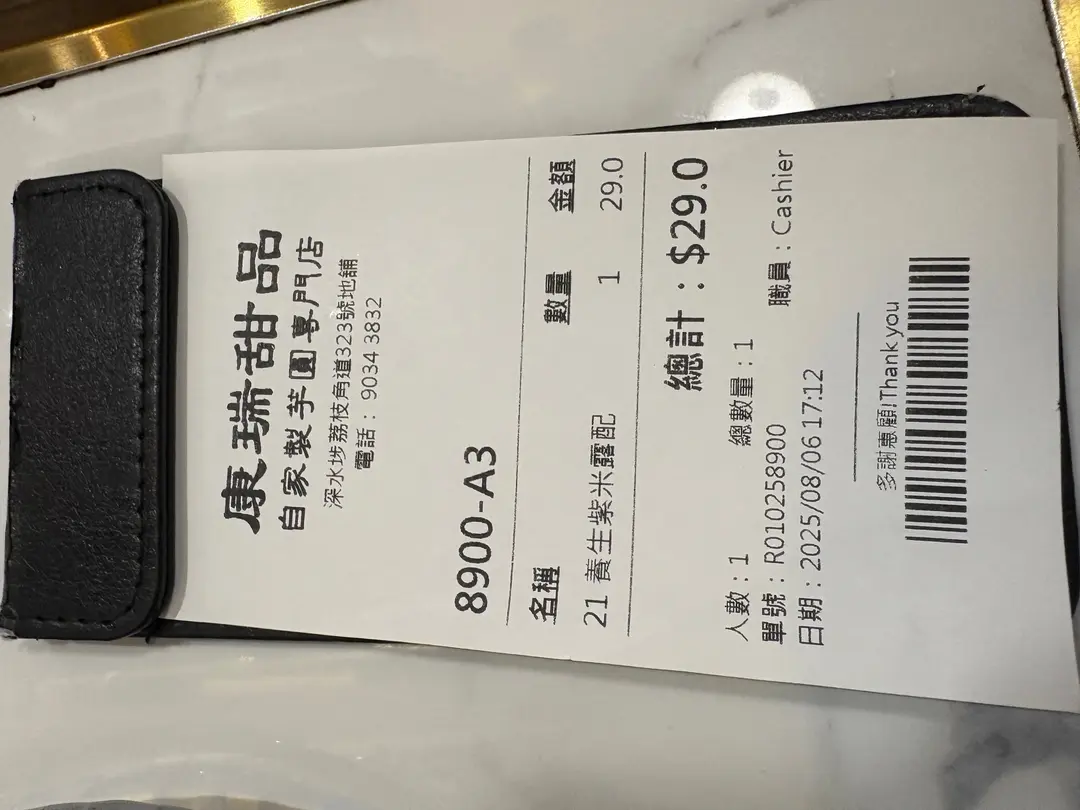 康瑞甜品
自家製芋圓專門店
深水埗荔枝角道323號地鋪
電話： 9034 3832
8900-A3
名稱 數量 金額
21 養生紫米露配 1 29.0
總計：$29.0
人數：1 總數量：1
單號：R010258900
日期：2025/08/06 17:12 職員：Cashier
多謝惠顧!Thank you